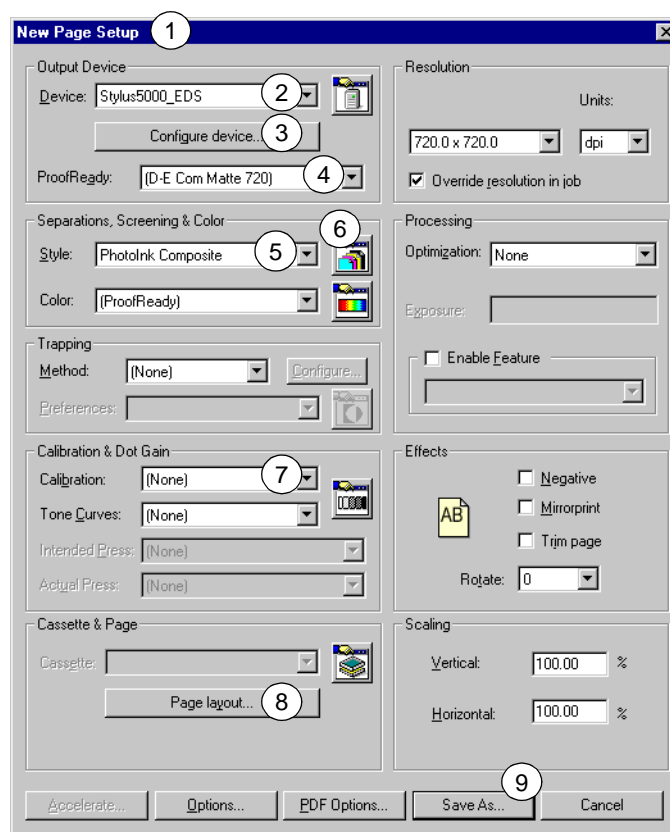 New Page Setup 1
Output Device
Device: Stylus5000_EDS 2
Configure device... 3
ProofReady: (D-E Com Matte 720) 4
Resolution
Units:
720.0 x 720.0 dpi
Override resolution in job
Separations, Screening & Color
6
Style: PhotoInk Composite 5
Color: (ProofReady)
Processing
Optimization: None
Exposure:
Enable Feature
Trapping
Method: (None) Configure...
Preferences:
Calibration & Dot Gain
Calibration: (None) 7
Tone Curves: (None)
Intended Press: (None)
Actual Press: (None)
Effects
AB
Negative
Mirrorprint
Trim page
Rotate: 0
Cassette & Page
Cassette:
Page layout... 8
Scaling
Vertical: 100.00 %
Horizontal: 100.00 %
9
Accelerate... Options... PDF Options... Save As... Cancel